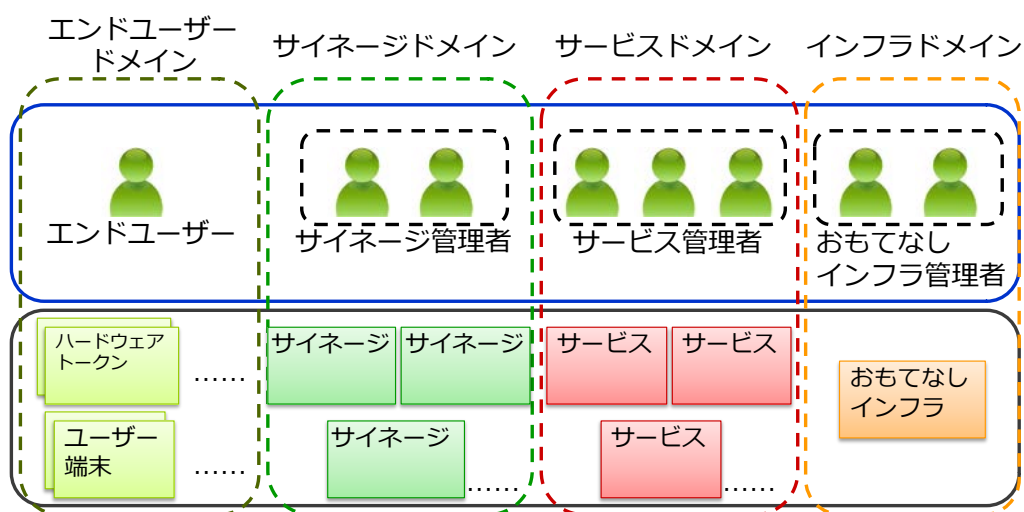 エンドユーザー
ドメイン
サイネージドメイン
サービスドメイン
インフラドメイン
エンドユーザー
サイネージ管理者
サービス管理者
おもてなし
インフラ管理者
ハードウェア
トークン
……
サイネージ
サイネージ
サービス
サービス
おもてなし
インフラ
ユーザー
端末
……
サイネージ
……
サービス
……